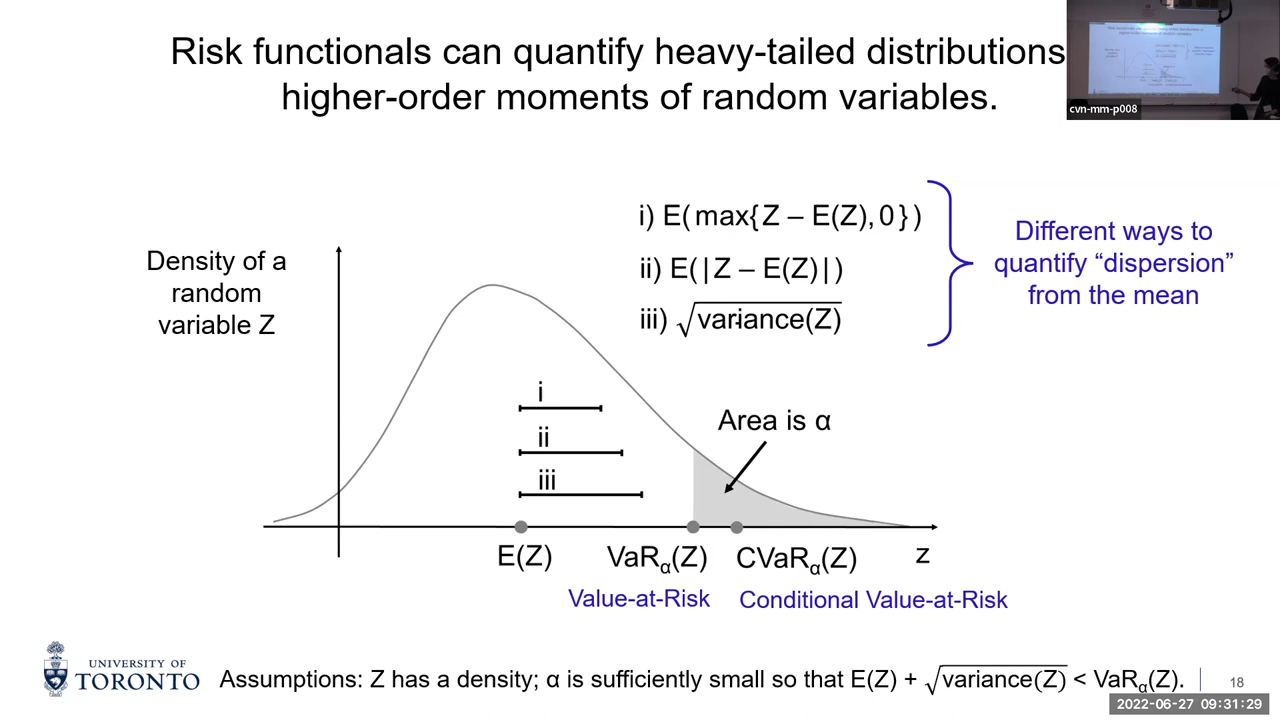 Risk functionals can quantify heavy-tailed distributions
higher-order moments of random variables.
cvn-mm-p008
i) E(max{Z – E(Z),0})
ii) E(|Z – E(Z)|)
iii) √variance(Z)
Different ways to
quantify “dispersion”
from the mean
Density of a
random
variable Z
i
ii
iii
Area is α
E(Z)
VaRα(Z)
CVaRα(Z)
z
Value-at-Risk
Conditional Value-at-Risk
UNIVERSITY OF
TORONTO
Assumptions: Z has a density; α is sufficiently small so that E(Z) + √variance(Z) < VaRα(Z).
18
2022-06-27 09:31:29